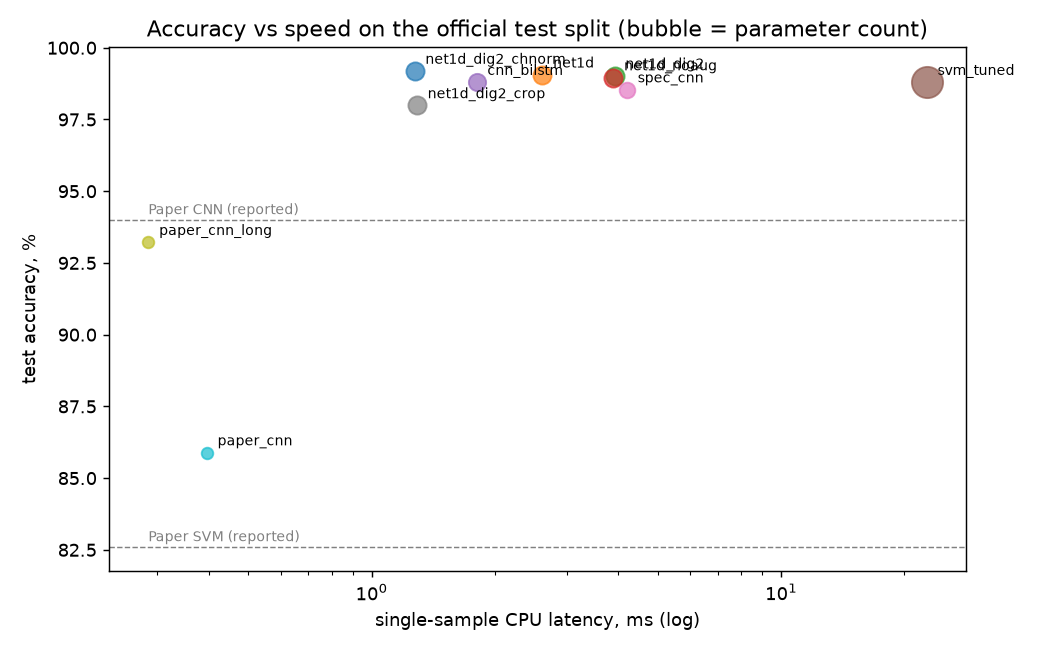 Accuracy vs speed on the official test split (bubble = parameter count)
100.0
97.5
95.0
92.5
90.0
87.5
85.0
82.5
test accuracy, %
net1d_dig2_chnorm
cnn_bilstm
net1d
net1d_dig2
net1d_noaug
spec_cnn
svm_tuned
net1d_dig2_crop
Paper CNN (reported)
paper_cnn_long
paper_cnn
Paper SVM (reported)
10⁰
10¹
single-sample CPU latency, ms (log)